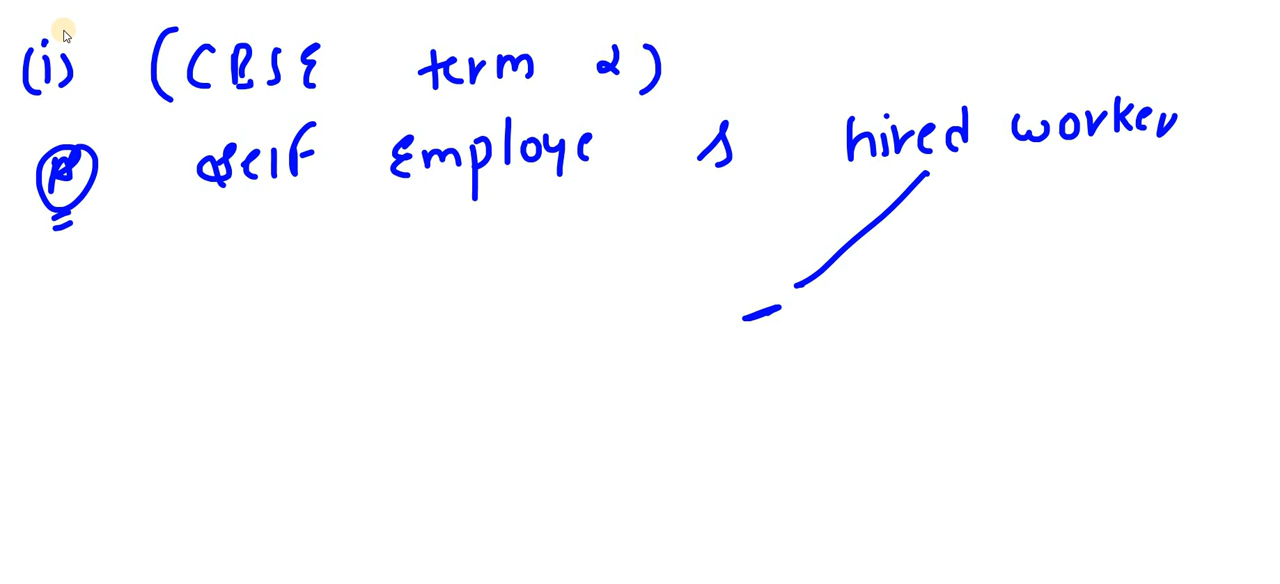 (i) (CBSE term 2)
self employe s hired worker